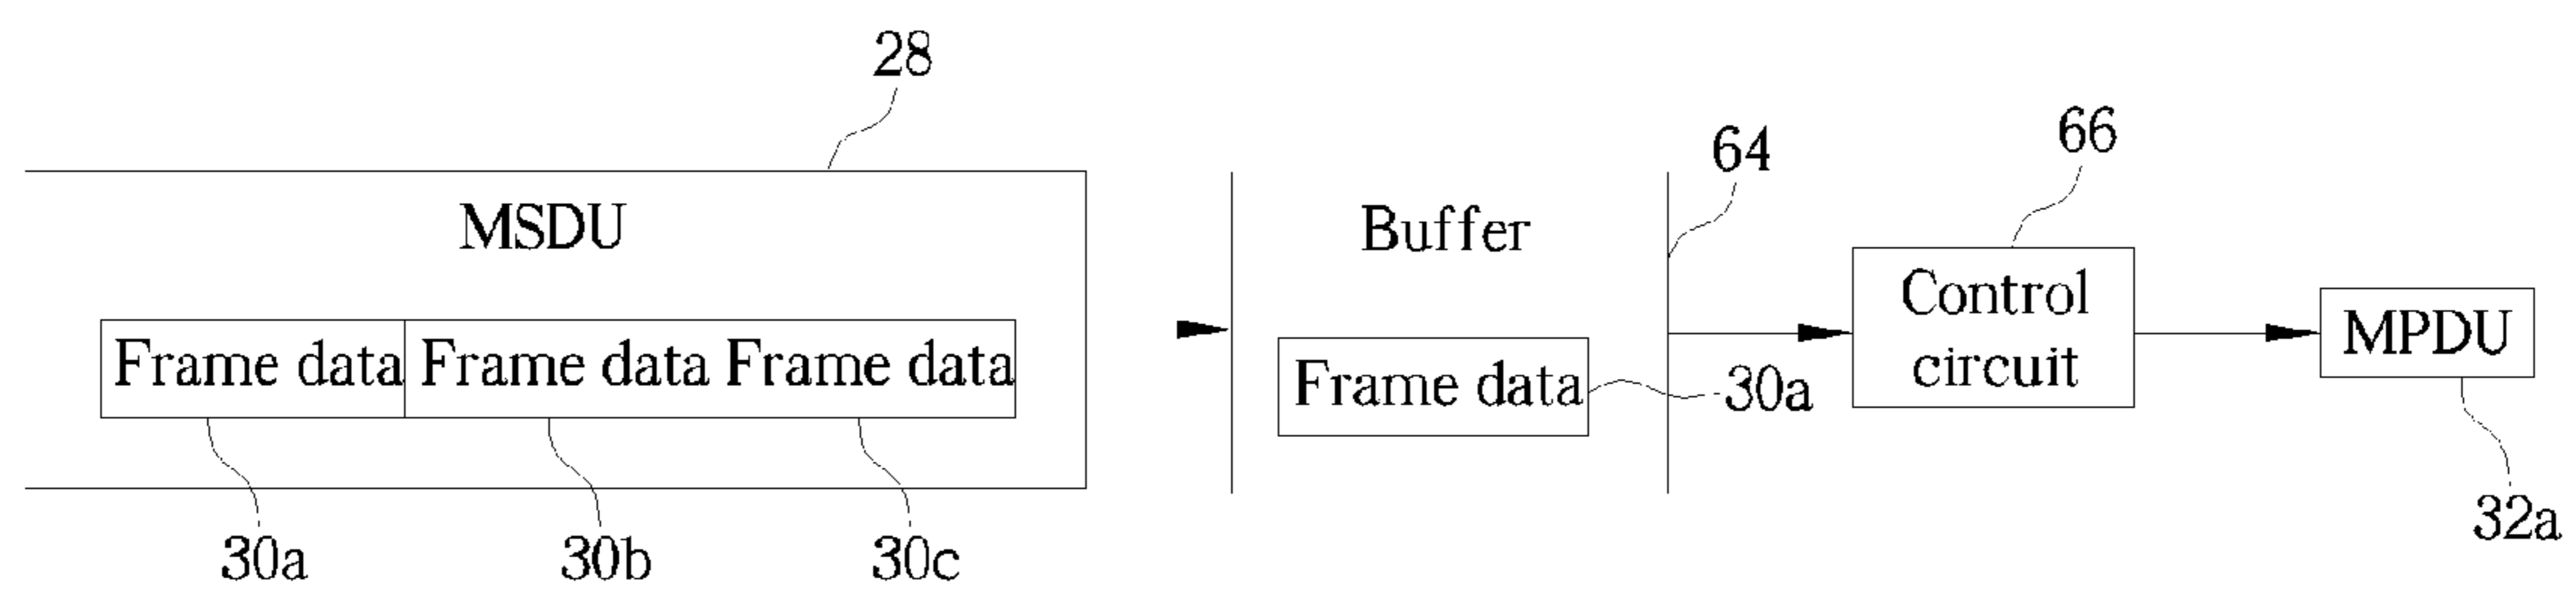 28
64
66
MSDU
Buffer
Control
circuit
MPDU
Frame data Frame data Frame data
Frame data
30a
30a
30b
30c
32a